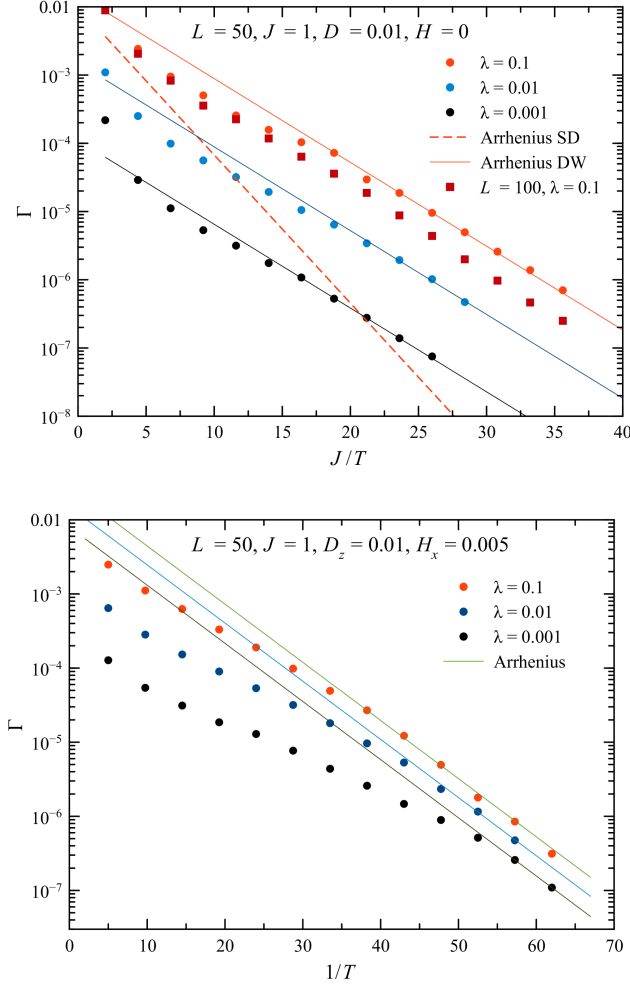 0.01
L = 50, J = 1, D = 0.01, H = 0
λ = 0.1
10⁻³
λ = 0.01
λ = 0.001
10⁻⁴
Arrhenius SD
Arrhenius DW
L = 100, λ = 0.1
Γ
10⁻⁵
10⁻⁶
10⁻⁷
10⁻⁸
0 5 10 15 20 25 30 35 40
J/T
0.01
L = 50, J = 1, D_z = 0.01, H_x = 0.005
λ = 0.1
10⁻³
λ = 0.01
λ = 0.001
Arrhenius
10⁻⁴
Γ
10⁻⁵
10⁻⁶
10⁻⁷
0 10 20 30 40 50 60 70
1/T